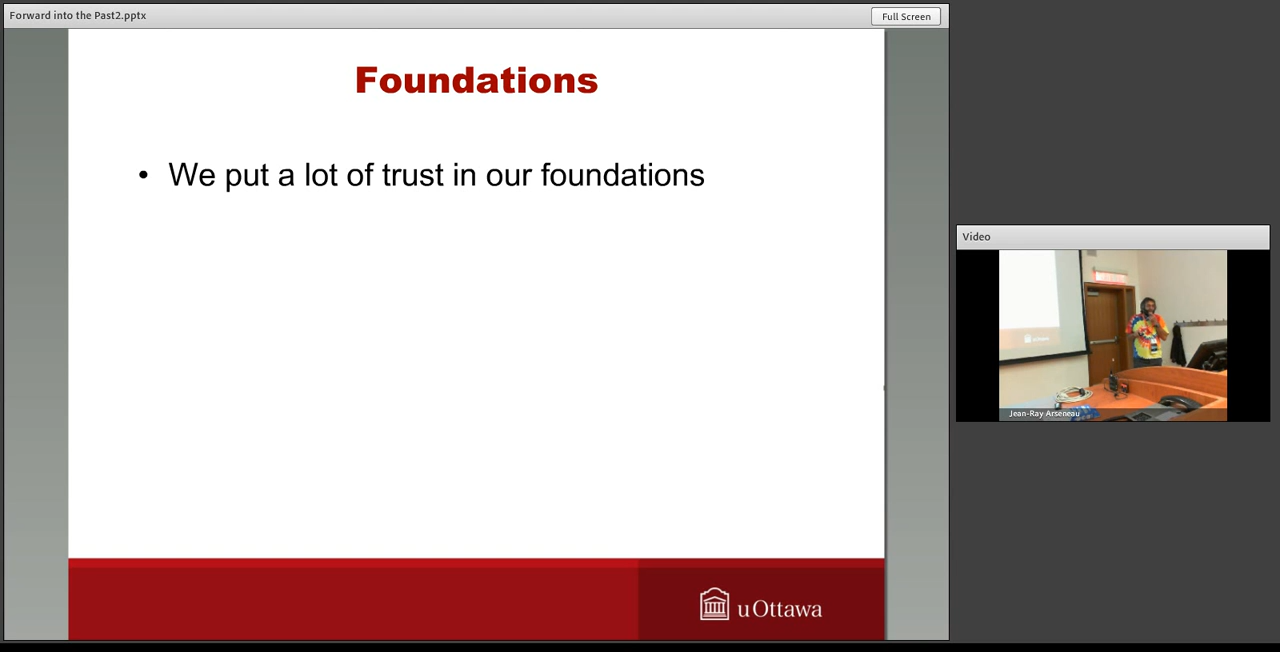 Forward into the Past2.pptx
Full Screen
Foundations
• We put a lot of trust in our foundations
uOttawa
Video
uOttawa
Jean-Ray Arseneau